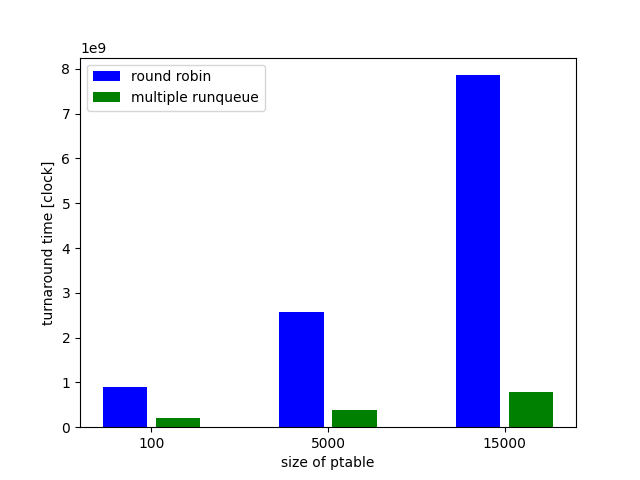 1e9
round robin
multiple runqueue
8
7
6
5
4
3
2
1
0
turnaround time [clock]
100 5000 15000
size of ptable